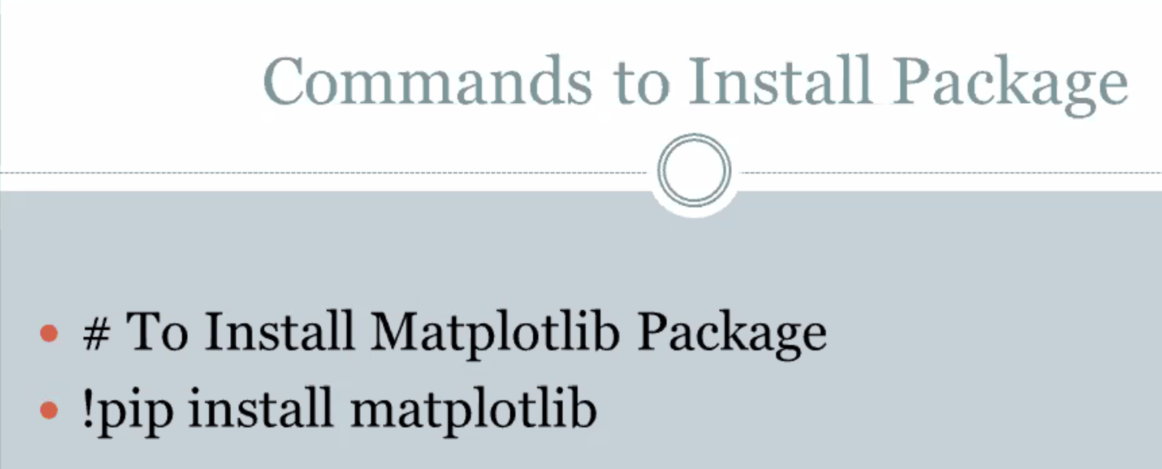 Commands to Install Package
# To Install Matplotlib Package
!pip install matplotlib